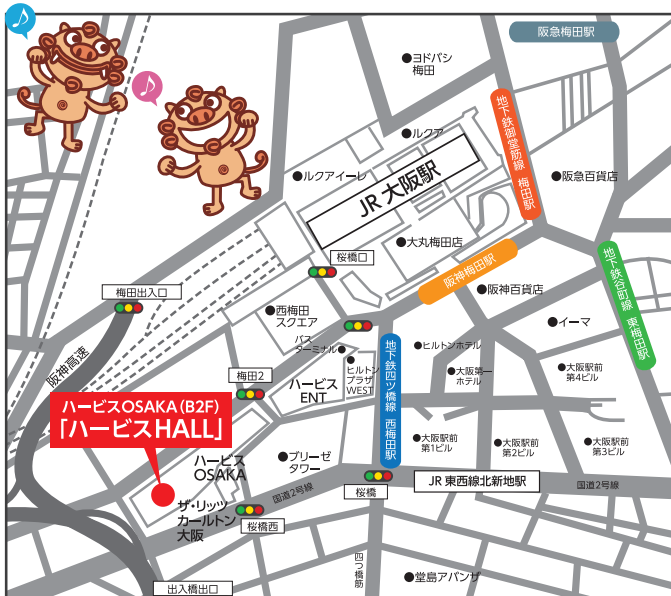 阪急梅田駅
●ヨドバシ
梅田
地下鉄御堂筋線 梅田駅
●ルクア
●ルクアイーレ
JR 大阪駅
●阪急百貨店
●大丸梅田店
桜橋口
阪神梅田駅
地下鉄谷町線 東梅田駅
梅田出入口
●阪神百貨店
●西梅田
スクエア
●イーマ
バス
ターミナル●
地下鉄四ツ橋線 西梅田駅
●ヒルトンホテル
阪神高速
梅田2
ハービス
ENT
●
ヒルトン
プラザ
WEST
●大阪第一
ホテル
●大阪駅前
第4ビル
ハービスOSAKA(B2F)
「ハービスHALL」
ハービス
OSAKA
●ブリーゼ
タワー
●大阪駅前
第1ビル
●大阪駅前
第2ビル
●大阪駅前
第3ビル
国道2号線
桜橋
JR 東西線北新地駅
国道2号線
ザ・リッツ
カールトン
大阪
桜橋西
出入橋出口
四つ橋筋
●堂島アバンザ